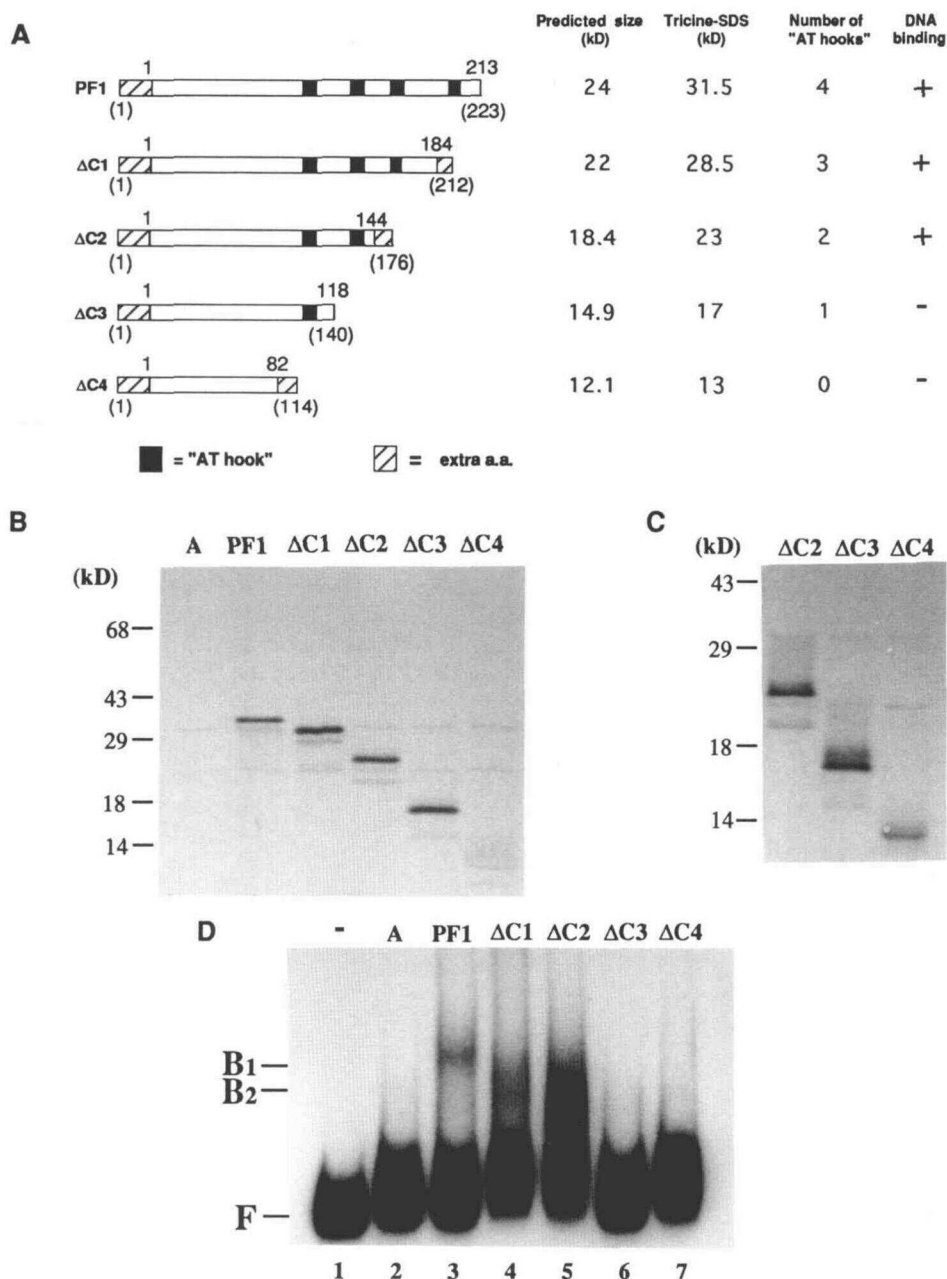 A
Predicted size (kD) Tricine-SDS (kD) Number of "AT hooks" DNA binding
1 213
PF1 24 31.5 4 +
(1) (223)
1 184
ΔC1 22 28.5 3 +
(1) (212)
1 144
ΔC2 18.4 23 2 +
(1) (176)
1 118
ΔC3 14.9 17 1 -
(1) (140)
1 82
ΔC4 12.1 13 0 -
(1) (114)
= "AT hook" = extra a.a.
B
A PF1 ΔC1 ΔC2 ΔC3 ΔC4
(kD)
68
43
29
18
14
C
(kD) ΔC2 ΔC3 ΔC4
43
29
18
14
D - A PF1 ΔC1 ΔC2 ΔC3 ΔC4
B1
B2
F
1 2 3 4 5 6 7